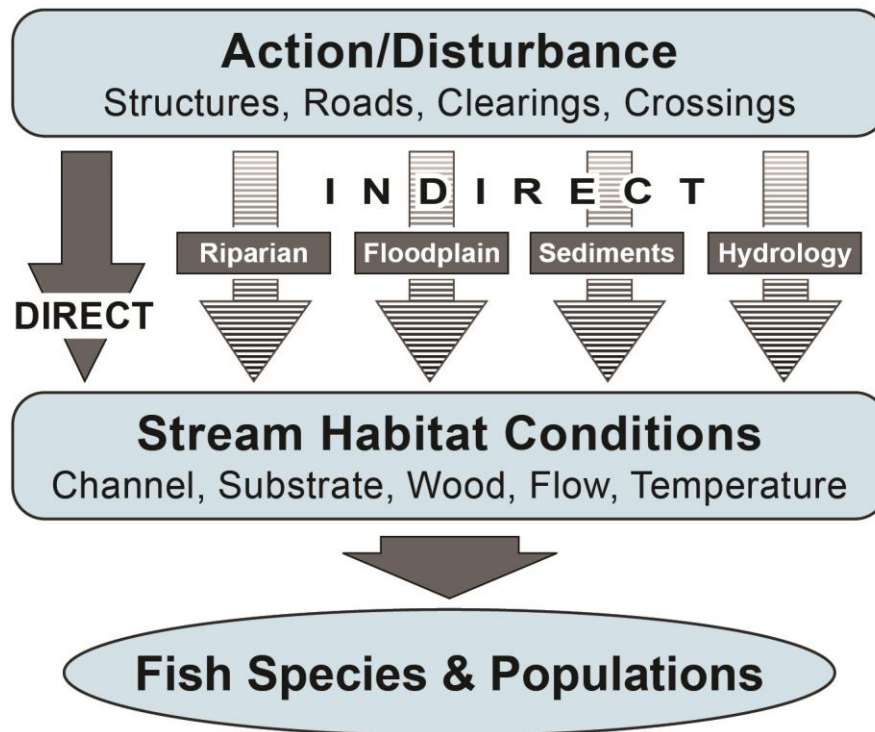 Action/Disturbance
Structures, Roads, Clearings, Crossings
INDIRECT
Riparian
Floodplain
Sediments
Hydrology
DIRECT
Stream Habitat Conditions
Channel, Substrate, Wood, Flow, Temperature
Fish Species & Populations